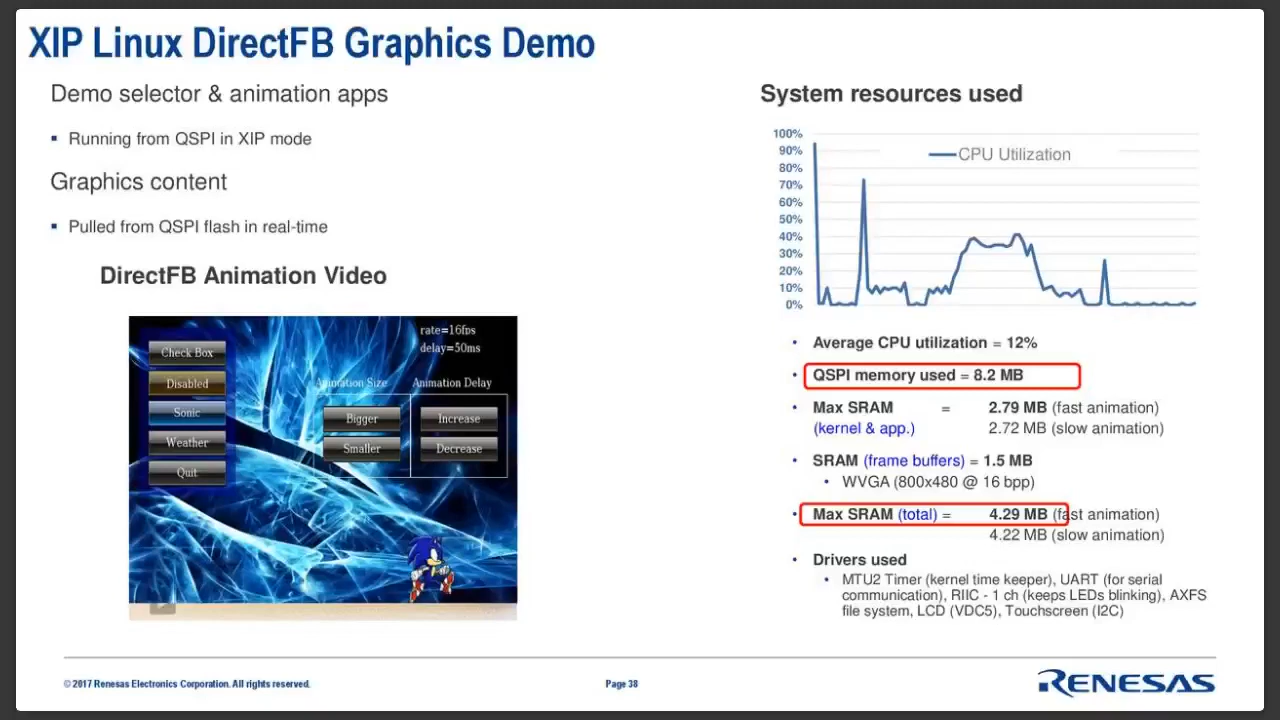 XIP Linux DirectFB Graphics Demo
Demo selector & animation apps
▪ Running from QSPI in XIP mode
Graphics content
▪ Pulled from QSPI flash in real-time
DirectFB Animation Video
rate=16fps
delay=50ms
Check Box
Disabled
Sonic
Weather
Quit
Animation Size
Bigger
Smaller
Animation Delay
Increase
Decrease
System resources used
100%
90%
80%
70%
60%
50%
40%
30%
20%
10%
0%
CPU Utilization
• Average CPU utilization = 12%
• QSPI memory used = 8.2 MB
• Max SRAM = 2.79 MB (fast animation)
(kernel & app.) 2.72 MB (slow animation)
• SRAM (frame buffers) = 1.5 MB
• WVGA (800x480 @ 16 bpp)
• Max SRAM (total) = 4.29 MB (fast animation)
4.22 MB (slow animation)
• Drivers used
• MTU2 Timer (kernel time keeper), UART (for serial
communication), RIIC - 1 ch (keeps LEDs blinking), AXFS
file system, LCD (VDC5), Touchscreen (I2C)
© 2017 Renesas Electronics Corporation. All rights reserved.
Page 38
RENESAS